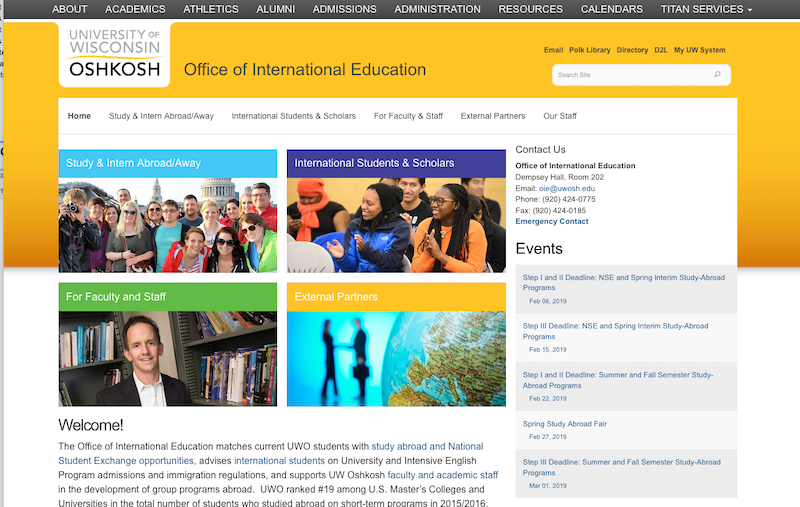 ABOUT ACADEMICS ATHLETICS ALUMNI ADMISSIONS ADMINISTRATION RESOURCES CALENDARS TITAN SERVICES
UNIVERSITY OF
WISCONSIN
OSHKOSH
Office of International Education
Email Polk Library Directory D2L My UW System
Search Site
Home Study & Intern Abroad/Away International Students & Scholars For Faculty & Staff External Partners Our Staff
Study & Intern Abroad/Away
International Students & Scholars
For Faculty and Staff
External Partners
Welcome!
The Office of International Education matches current UWO students with study abroad and National
Student Exchange opportunities, advises international students on University and Intensive English
Program admissions and immigration regulations, and supports UW Oshkosh faculty and academic staff
in the development of group programs abroad. UWO ranked #19 among U.S. Master's Colleges and
Universities in the total number of students who studied abroad on short-term programs in 2015/2016.
Contact Us
Office of International Education
Dempsey Hall, Room 202
Email: oie@uwosh.edu
Phone: (920) 424-0775
Fax: (920) 424-0185
Emergency Contact
Events
Step I and II Deadline: NSE and Spring Interim Study-Abroad
Programs
Feb 08, 2019
Step III Deadline: NSE and Spring Interim Study-Abroad
Programs
Feb 15, 2019
Step I and II Deadline: Summer and Fall Semester Study-
Abroad Programs
Feb 22, 2019
Spring Study Abroad Fair
Feb 27, 2019
Step III Deadline: Summer and Fall Semester Study-Abroad
Programs
Mar 01, 2019